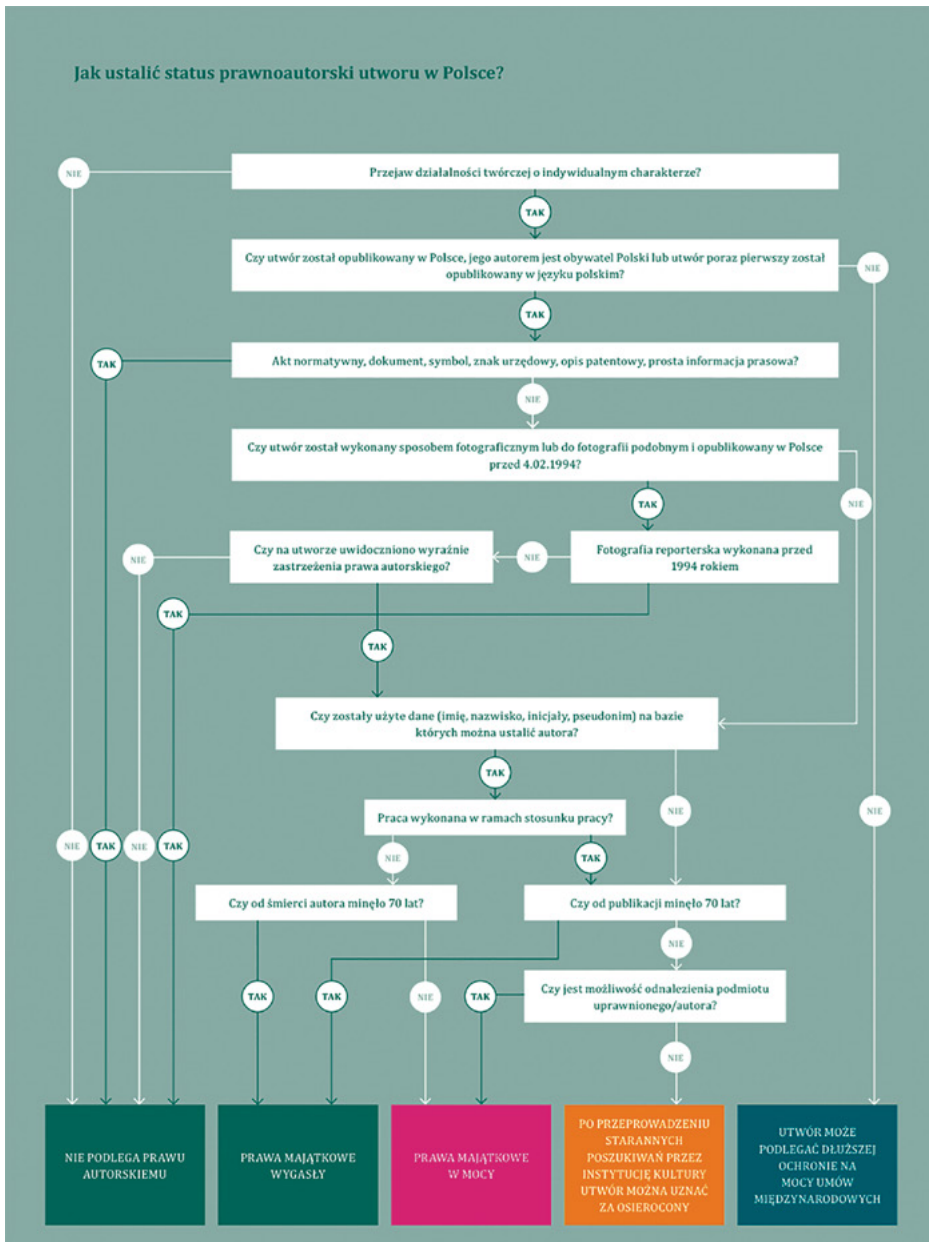 Jak ustalić status prawnoautorski utworu w Polsce?
NIE
Przejaw działalności twórczej o indywidualnym charakterze?
TAK
Czy utwór został opublikowany w Polsce, jego autorem jest obywatel Polski lub utwór poraz pierwszy został
opublikowany w języku polskim?
NIE
TAK
TAK
Akt normatywny, dokument, symbol, znak urzędowy, opis patentowy, prosta informacja prasowa?
NIE
Czy utwór został wykonany sposobem fotograficznym lub do fotografii podobnym i opublikowany w Polsce
przed 4.02.1994?
TAK
NIE
NIE
Czy na utworze uwidoczniono wyraźnie
zastrzeżenia prawa autorskiego?
NIE
Fotografia reporterska wykonana przed
1994 rokiem
TAK
TAK
Czy zostały użyte dane (imię, nazwisko, inicjały, pseudonim) na bazie
których można ustalić autora?
TAK
NIE
NIE
Praca wykonana w ramach stosunku pracy?
NIE
TAK
NIE
TAK
NIE
TAK
Czy od śmierci autora minęło 70 lat?
Czy od publikacji minęło 70 lat?
NIE
TAK
TAK
NIE
TAK
Czy jest możliwość odnalezienia podmiotu
uprawnionego/autora?
NIE
NIE PODLEGA PRAWU
AUTORSKIEMU
PRAWA MAJĄTKOWE
WYGASŁY
PRAWA MAJĄTKOWE
W MOCY
PO PRZEPROWADZENIU
STARANNYCH
POSZUKIWAŃ PRZEZ
INSTYTUCJĘ KULTURY
UTWÓR MOŻNA UZNAĆ
ZA OSIEROCONY
UTWÓR MOŻE
PODLEGAĆ DŁUŻSZEJ
OCHRONIE NA
MOCY UMÓW
MIĘDZYNARODOWYCH